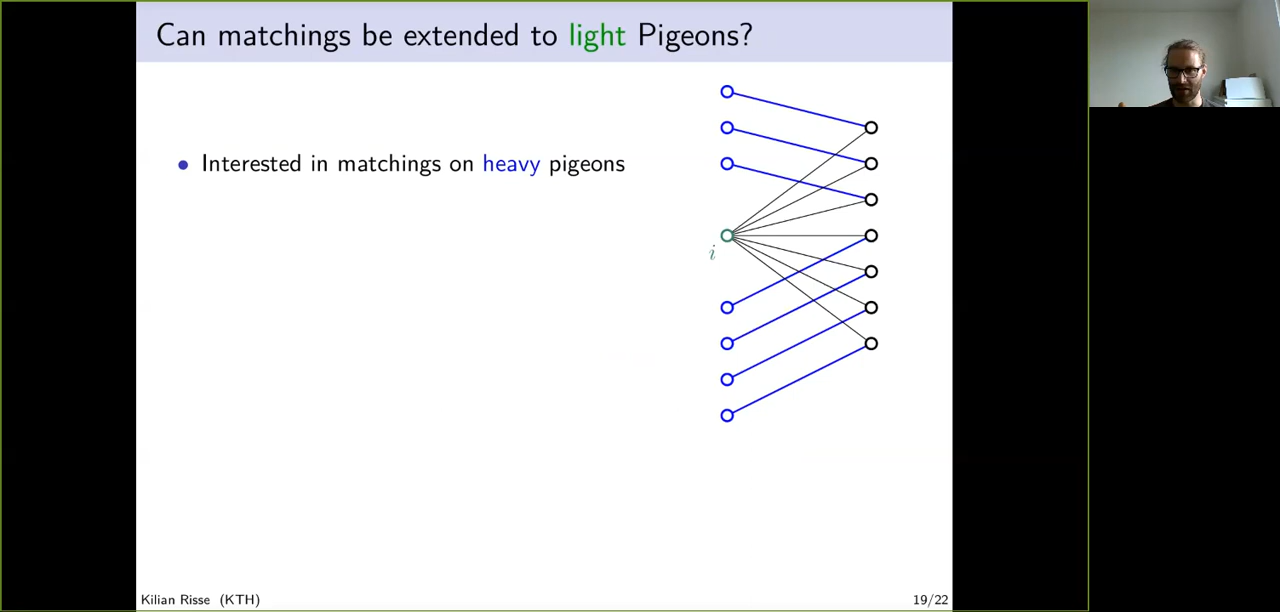 Can matchings be extended to light Pigeons?
• Interested in matchings on heavy pigeons
i
Kilian Risse (KTH)
19/22